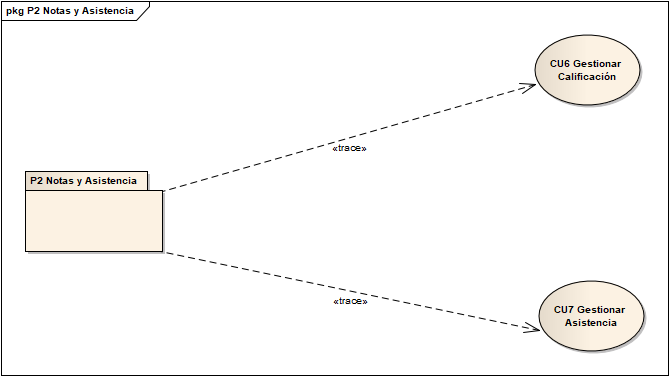 pkg P2 Notas y Asistencia
CU6 Gestionar
Calificación
«trace»
P2 Notas y Asistencia
«trace»
CU7 Gestionar
Asistencia